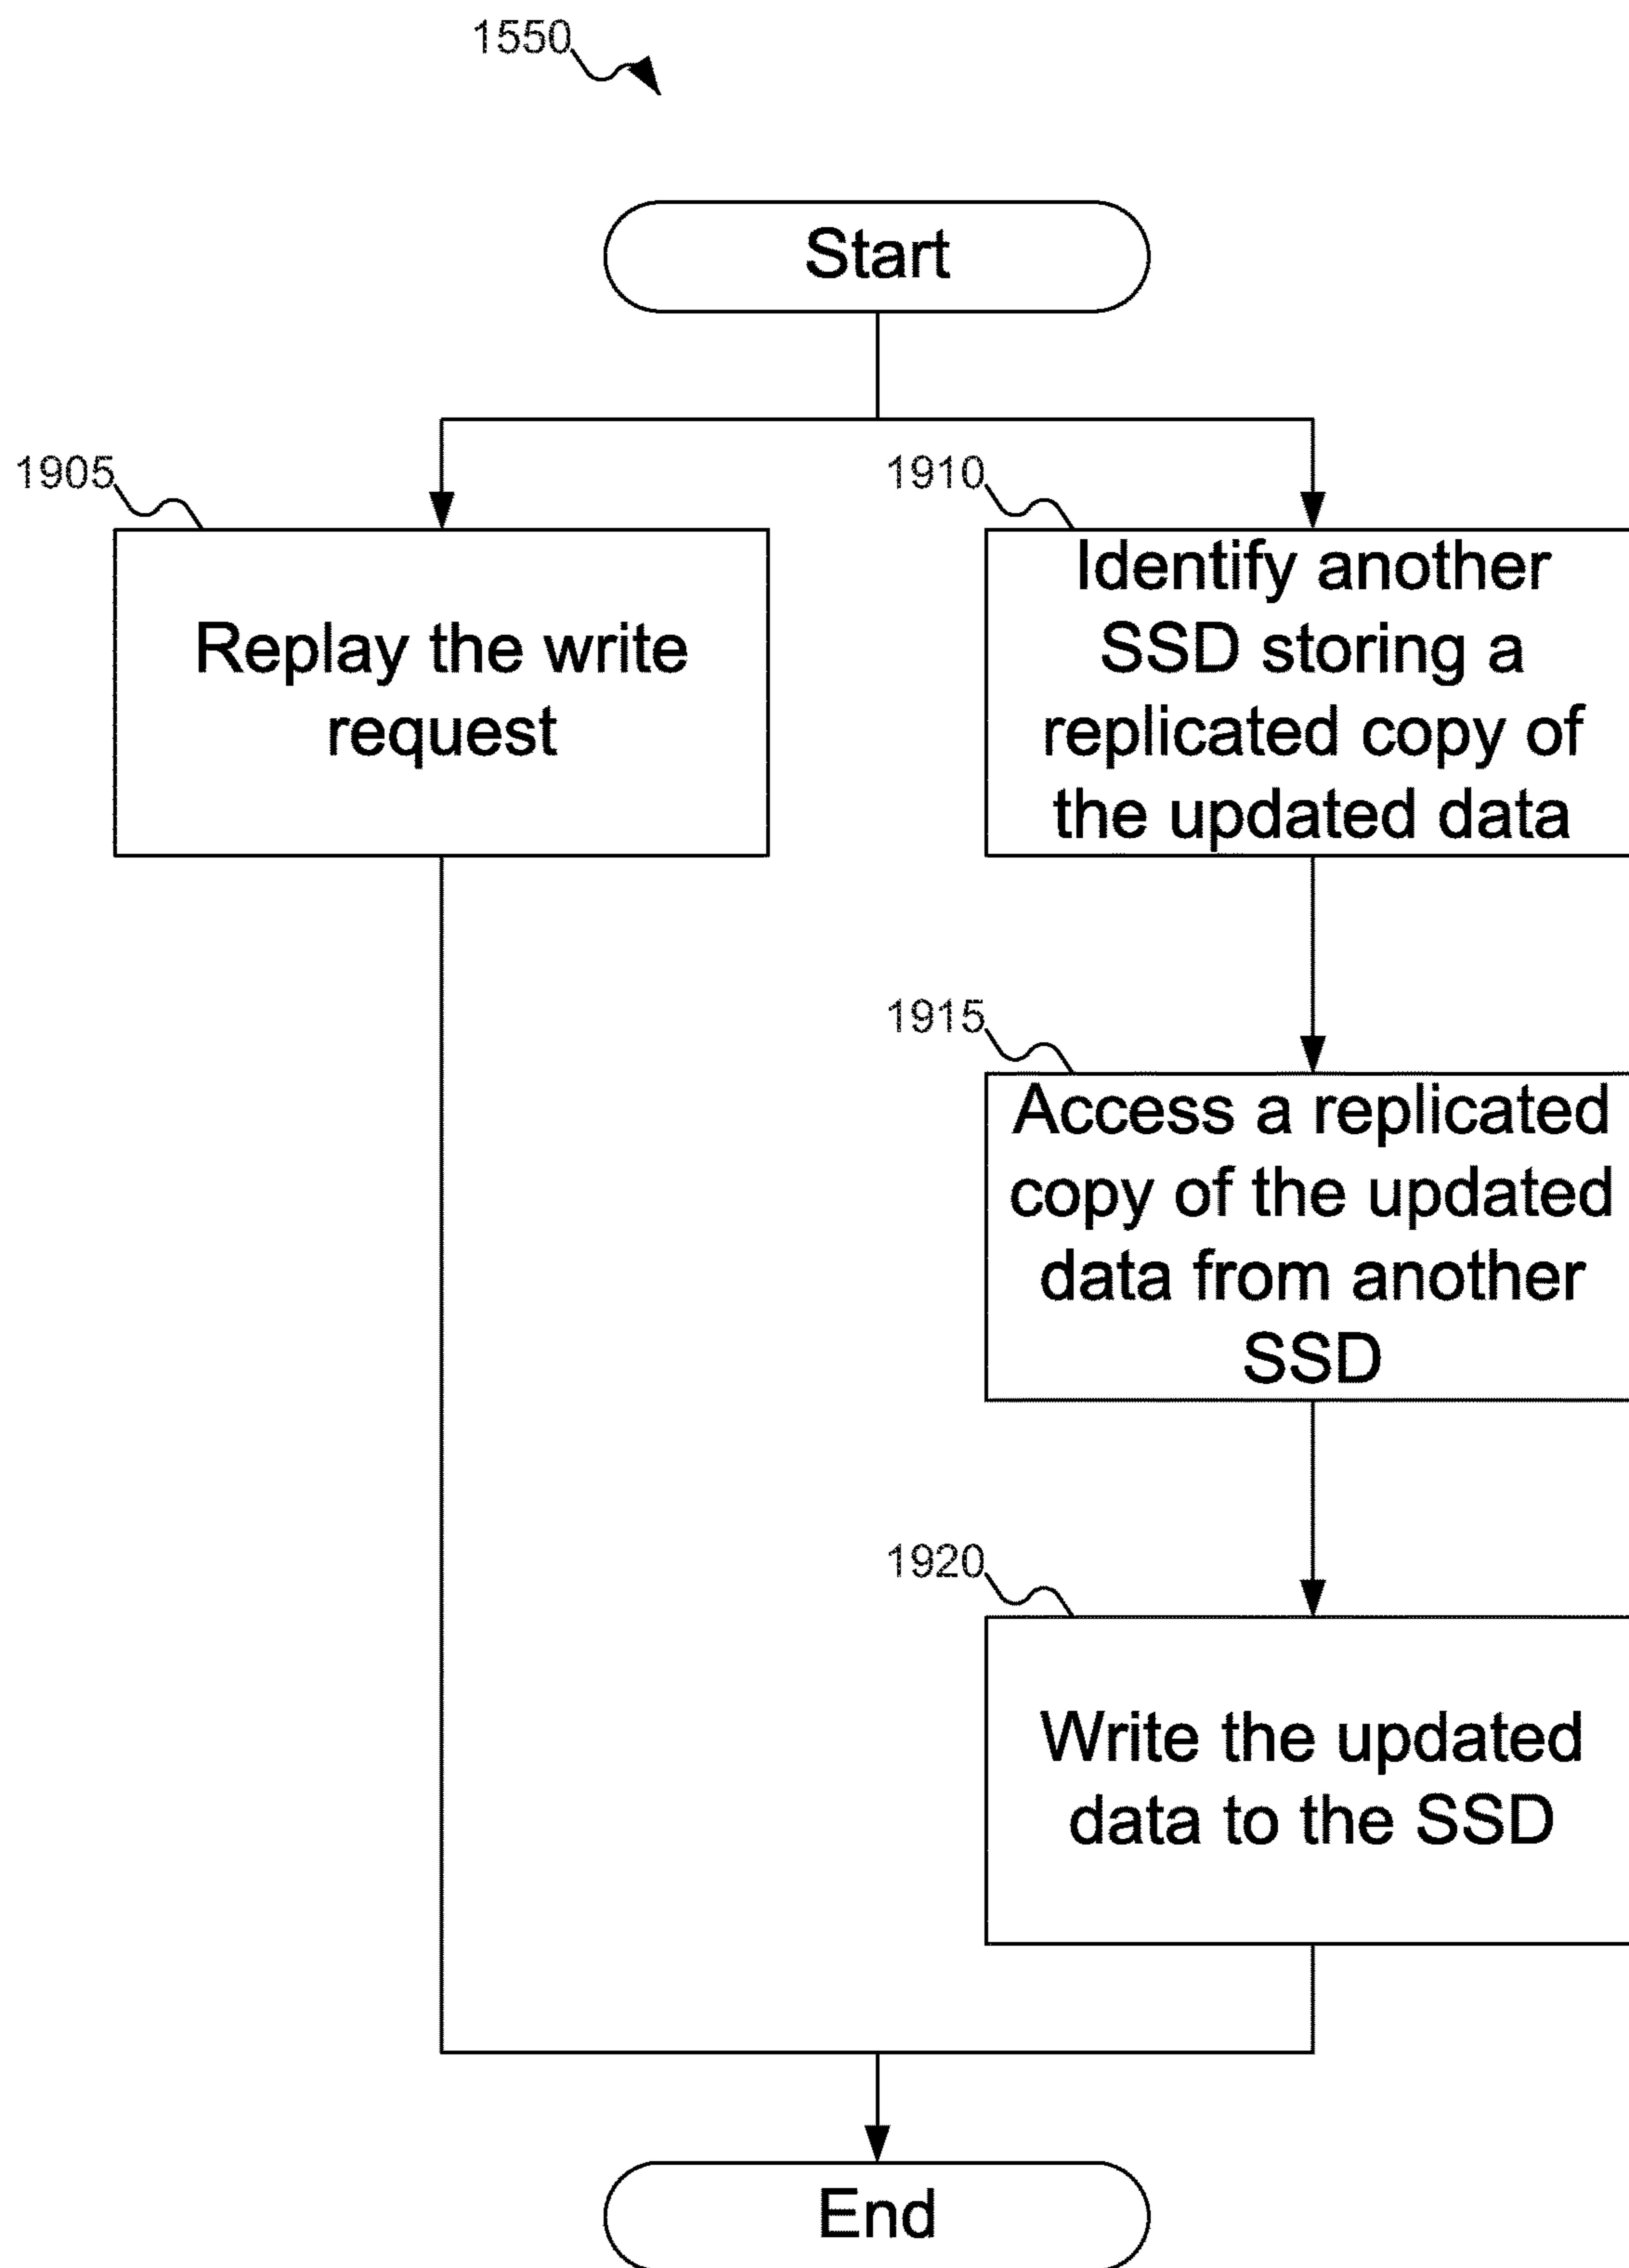 1550
Start
1905
Replay the write
request
1910
Identify another
SSD storing a
replicated copy of
the updated data
1915
Access a replicated
copy of the updated
data from another
SSD
1920
Write the updated
data to the SSD
End